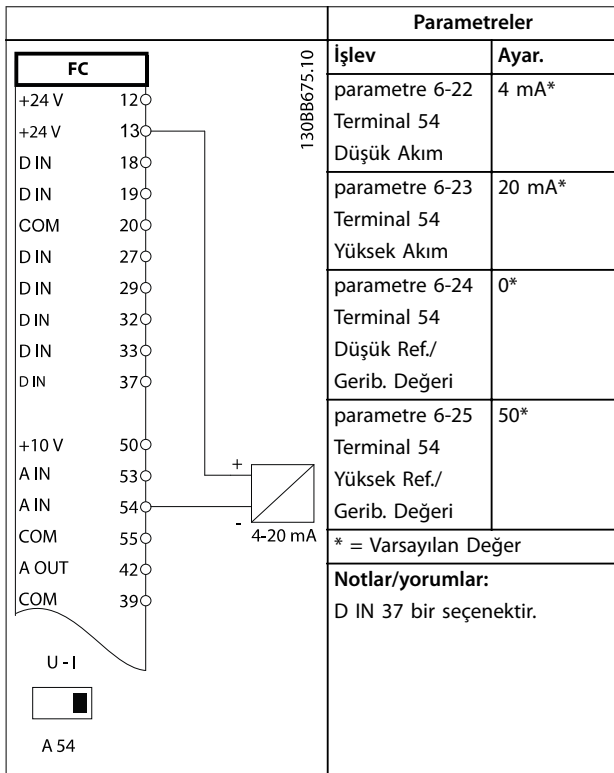 Parametreler
FC
+24 V 12
+24 V 13
D IN 18
D IN 19
COM 20
D IN 27
D IN 29
D IN 32
D IN 33
D IN 37
+10 V 50
A IN 53
A IN 54
COM 55
A OUT 42
COM 39
+
-
4-20 mA
U - I
A 54
130BB675.10
İşlev Ayar.
parametre 6-22 4 mA*
Terminal 54
Düşük Akım
parametre 6-23 20 mA*
Terminal 54
Yüksek Akım
parametre 6-24 0*
Terminal 54
Düşük Ref./
Gerib. Değeri
parametre 6-25 50*
Terminal 54
Yüksek Ref./
Gerib. Değeri
* = Varsayılan Değer
Notlar/yorumlar:
D IN 37 bir seçenektir.